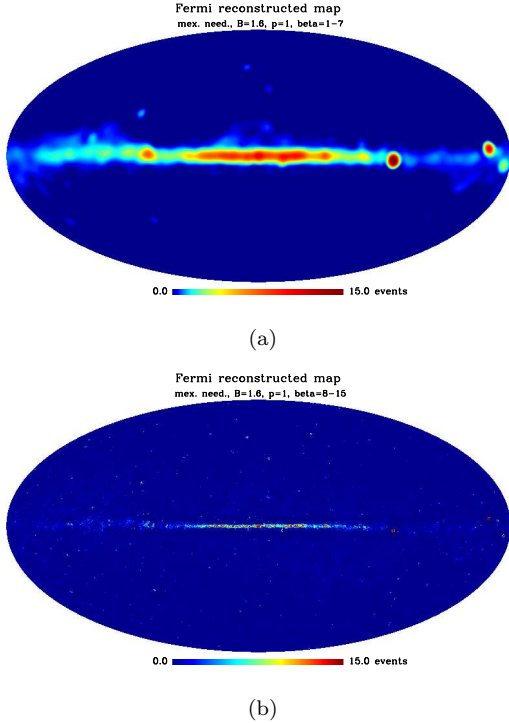 Fermi reconstructed map
mex. need., B=1.6, p=1, beta=1-7
0.0 15.0 events
(a)
Fermi reconstructed map
mex. need., B=1.6, p=1, beta=8-15
0.0 15.0 events
(b)